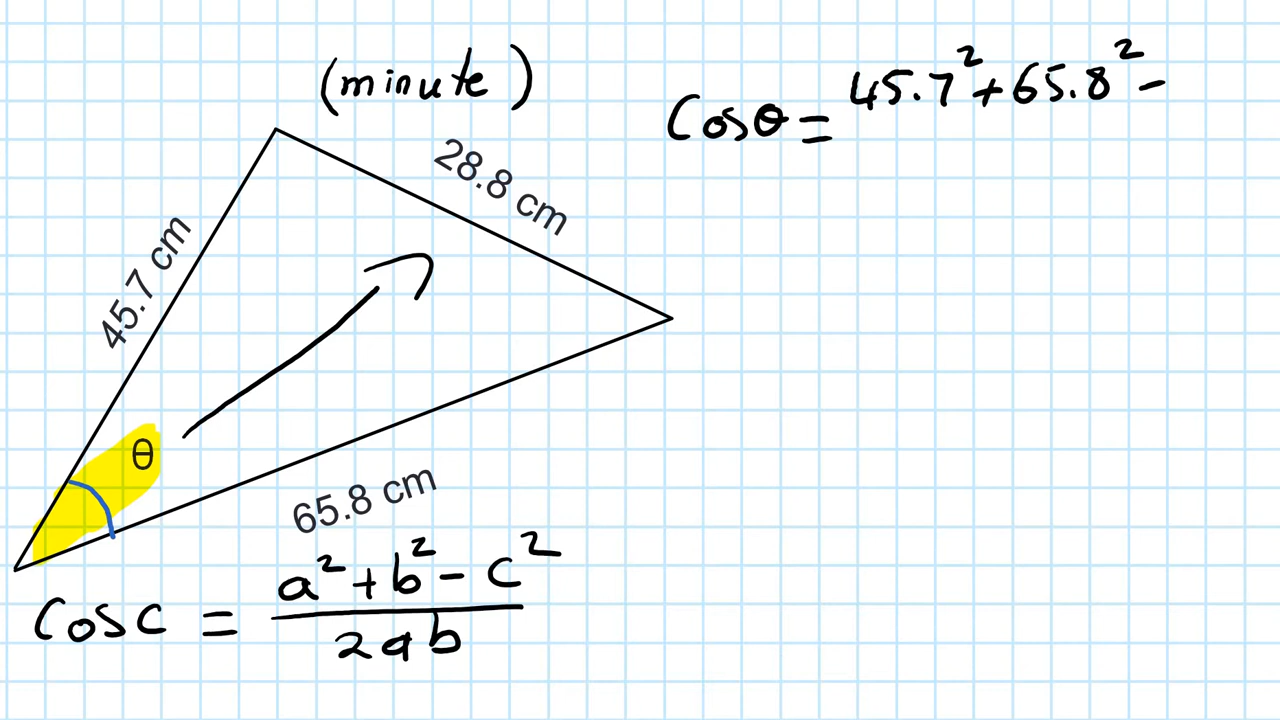 (minute)
Cosθ = 45.7² + 65.8² −
28.8 cm
45.7 cm
θ
65.8 cm
Cos c = a² + b² − c² / 2ab